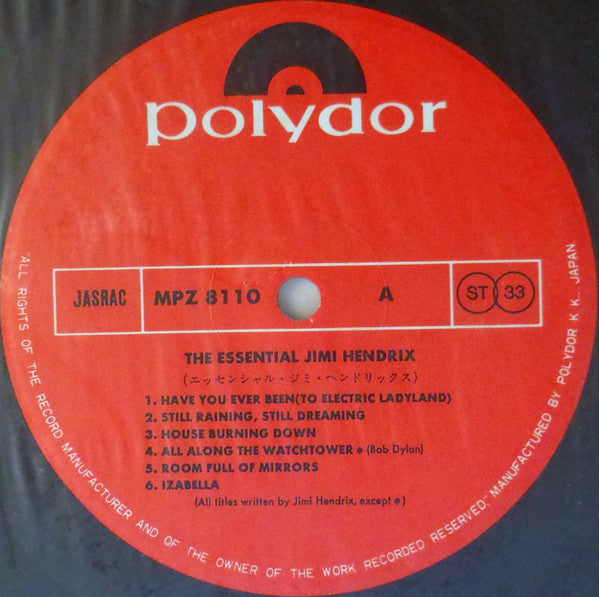 polydor
JASRAC MPZ 8110 A ST 33
THE ESSENTIAL JIMI HENDRIX
(エッセンシャル・ジミ・ヘンドリックス)
1. HAVE YOU EVER BEEN(TO ELECTRIC LADYLAND)
2. STILL RAINING, STILL DREAMING
3. HOUSE BURNING DOWN
4. ALL ALONG THE WATCHTOWER * (Bob Dylan)
5. ROOM FULL OF MIRRORS
6. IZABELLA
(All titles written by Jimi Hendrix, except *)
"ALL RIGHTS OF THE RECORD MANUFACTURER AND OF THE OWNER OF THE WORK RECORDED RESERVED." MANUFACTURED BY POLYDOR K.K., JAPAN